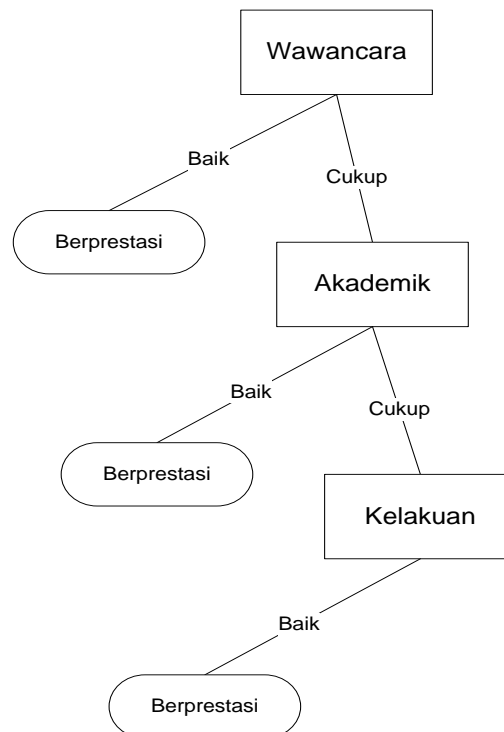 Wawancara
Baik
Cukup
Berprestasi
Akademik
Baik
Cukup
Berprestasi
Kelakuan
Baik
Berprestasi